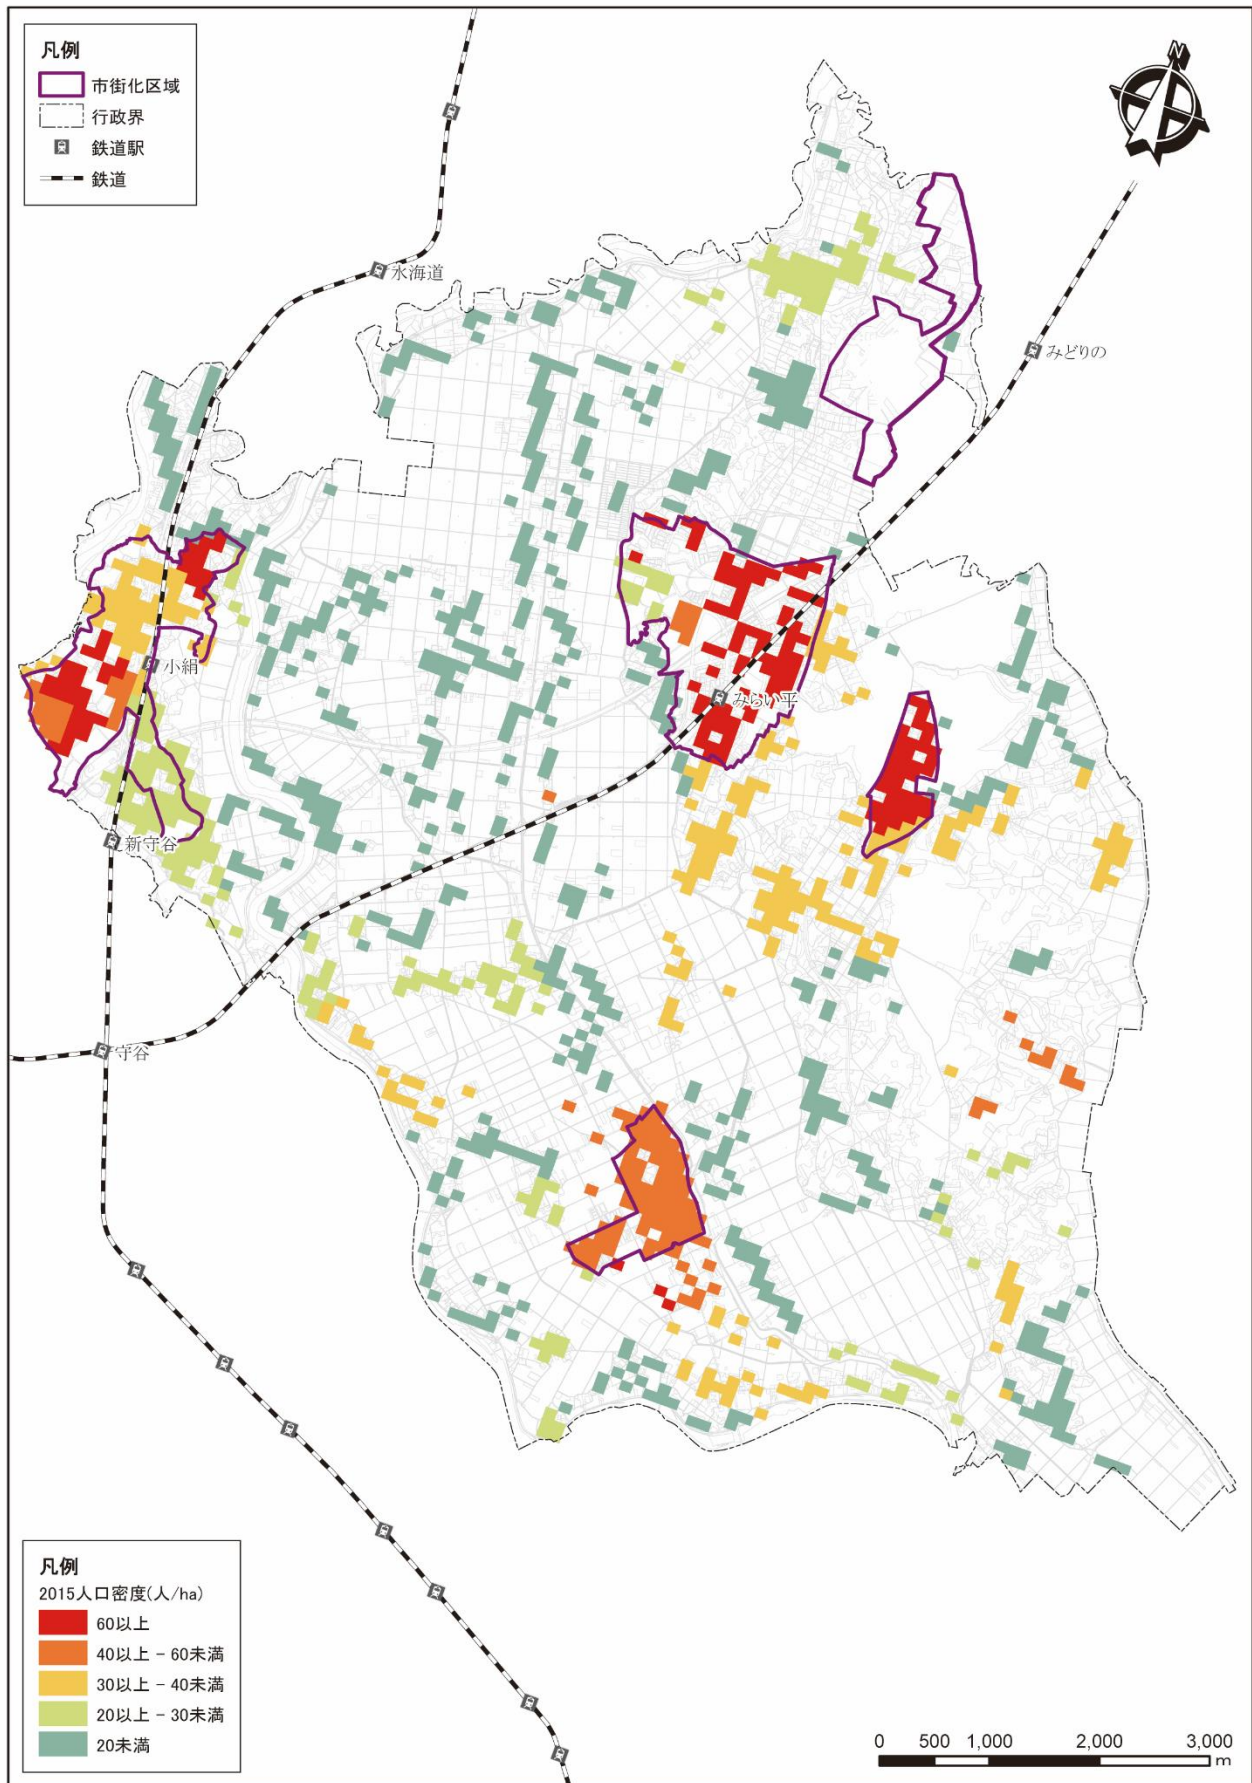 凡例
市街化区域
行政界
鉄道駅
鉄道
N
水海道
みどりの
小絹
みらい平
新守谷
守谷
凡例
2015人口密度(人/ha)
60以上
40以上 - 60未満
30以上 - 40未満
20以上 - 30未満
20未満
0 500 1,000 2,000 3,000
m